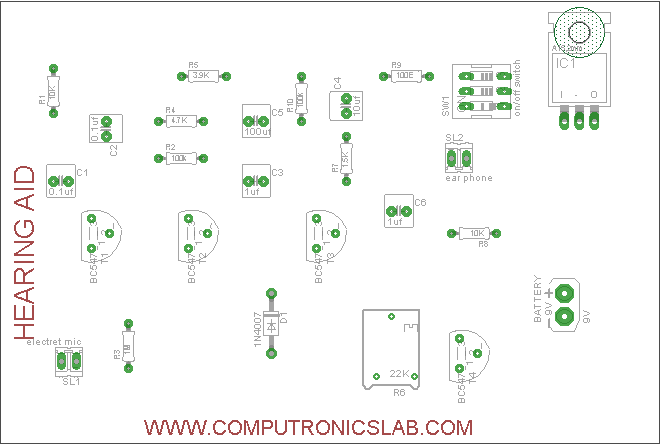 R5
3.9K
R9
100E
A7805wo
IC1
I - O
SW1
on/off switch
R1
10K
0.1uf
C2
R4
4.7K
C5
100uf
R10
100k
C4
10uf
R2
100k
R7
1.5K
SL2
ear phone
C1
0.1uf
C3
1uf
C6
1uf
10K
R8
BC547
T1
BC547
T2
BC547
T3
HEARING AID
BATTERY
+
-
9V
9V
1N4007
D1
electret mic
SL1
R3
1M
22K
R6
BC547
T4
WWW.COMPUTRONICSLAB.COM